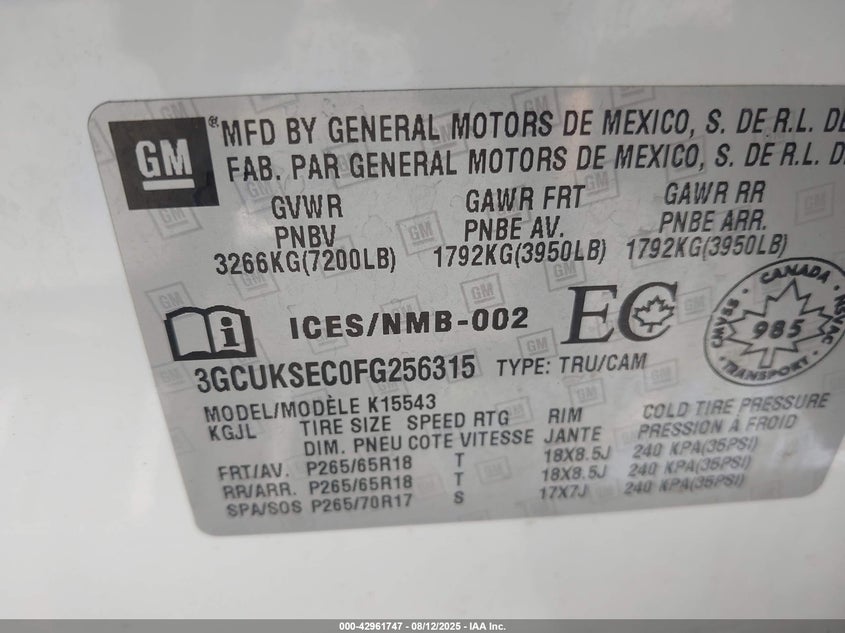 GM
®MFD BY GENERAL MOTORS DE MEXICO, S. DE R.L. DE
FAB. PAR GENERAL MOTORS DE MEXICO, S. DE R.L. D
GVWR GAWR FRT GAWR RR
PNBV PNBE AV. PNBE ARR.
3266KG(7200LB) 1792KG(3950LB) 1792KG(3950LB)
i ICES/NMB-002 EC
CANADA
CMVSS 985 NSVAC
TRANSPORT
3GCUKSEC0FG256315 TYPE: TRU/CAM
MODEL/MODÈLE K15543
KGJL TIRE SIZE SPEED RTG RIM COLD TIRE PRESSURE
DIM. PNEU COTE VITESSE JANTE PRESSION À FROID
FRT/AV. P265/65R18 T 18X8.5J 240 KPA(35PSI)
RR/ARR. P265/65R18 T 18X8.5J 240 KPA(35PSI)
SPA/SOS P265/70R17 S 17X7J 240 KPA(35PSI)
000-42961747 - 08/12/2025 - IAA Inc.